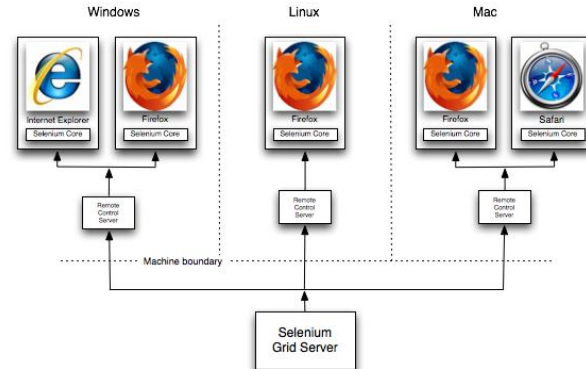 Windows
Linux
Mac
Internet Explorer
Selenium Core
Firefox
Selenium Core
Firefox
Selenium Core
Firefox
Selenium Core
Safari
Selenium Core
Remote
Control
Server
Remote
Control
Server
Remote
Control
Server
Machine boundary
Selenium
Grid Server